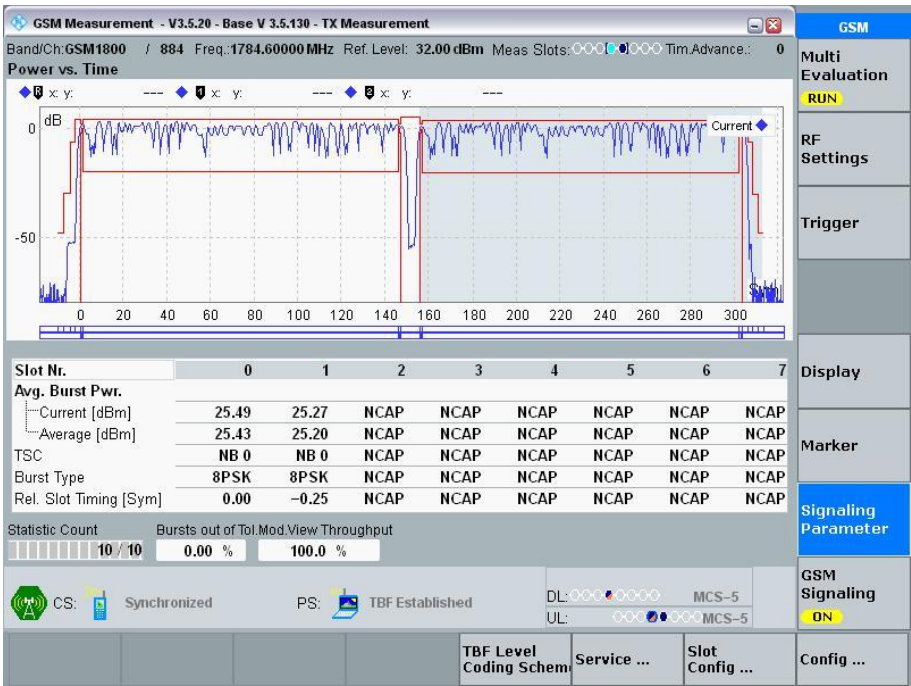 GSM Measurement - V3.5.20 - Base V 3.5.130 - TX Measurement
GSM
Band/Ch:GSM1800 / 884 Freq.:1784.60000 MHz Ref. Level: 32.00 dBm Meas Slots: Tim.Advance.: 0
Power vs. Time
Multi Evaluation
RUN
R x: y: --- 1 x: y: --- 2 x: y: ---
dB
Current
0
-50
0 20 40 60 80 100 120 140 160 180 200 220 240 260 280 300
RF Settings
Trigger
Slot Nr. 0 1 2 3 4 5 6 7
Avg. Burst Pwr.
Current [dBm] 25.49 25.27 NCAP NCAP NCAP NCAP NCAP NCAP
Average [dBm] 25.43 25.20 NCAP NCAP NCAP NCAP NCAP NCAP
TSC NB 0 NB 0 NCAP NCAP NCAP NCAP NCAP NCAP
Burst Type 8PSK 8PSK NCAP NCAP NCAP NCAP NCAP NCAP
Rel. Slot Timing [Sym] 0.00 -0.25 NCAP NCAP NCAP NCAP NCAP NCAP
Display
Marker
Statistic Count Bursts out of Tol. Mod.View Throughput
10 / 10 0.00 % 100.0 %
Signaling Parameter
CS: Synchronized PS: TBF Established DL: MCS-5
UL: MCS-5
GSM Signaling
ON
TBF Level
Coding Schem
Service ...
Slot
Config ...
Config ...